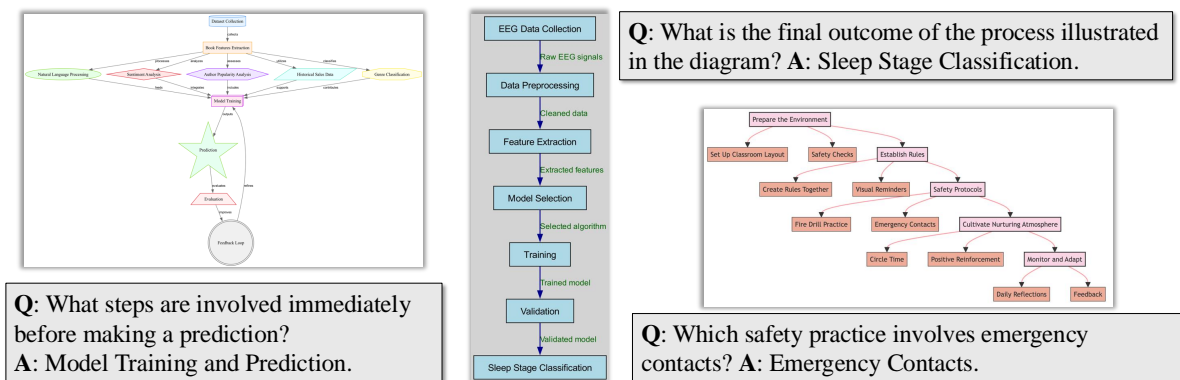 Dataset Collection
collects
Book Features Extraction
processes
analyzes
measures
utilizes
classifies
Natural Language Processing
Sentiment Analysis
Author Popularity Analysis
Historical Sales Data
Genre Classification
feeds
integrates
includes
supports
contributes
Model Training
outputs
Prediction
evaluates
refines
Evaluation
improves
Feedback Loop
Q: What steps are involved immediately
before making a prediction?
A: Model Training and Prediction.
EEG Data Collection
Raw EEG signals
Data Preprocessing
Cleaned data
Feature Extraction
Extracted features
Model Selection
Selected algorithm
Training
Trained model
Validation
Validated model
Sleep Stage Classification
Q: What is the final outcome of the process illustrated
in the diagram? A: Sleep Stage Classification.
Prepare the Environment
Set Up Classroom Layout
Safety Checks
Establish Rules
Create Rules Together
Visual Reminders
Safety Protocols
Fire Drill Practice
Emergency Contacts
Cultivate Nurturing Atmosphere
Circle Time
Positive Reinforcement
Monitor and Adapt
Daily Reflections
Feedback
Q: Which safety practice involves emergency
contacts? A: Emergency Contacts.